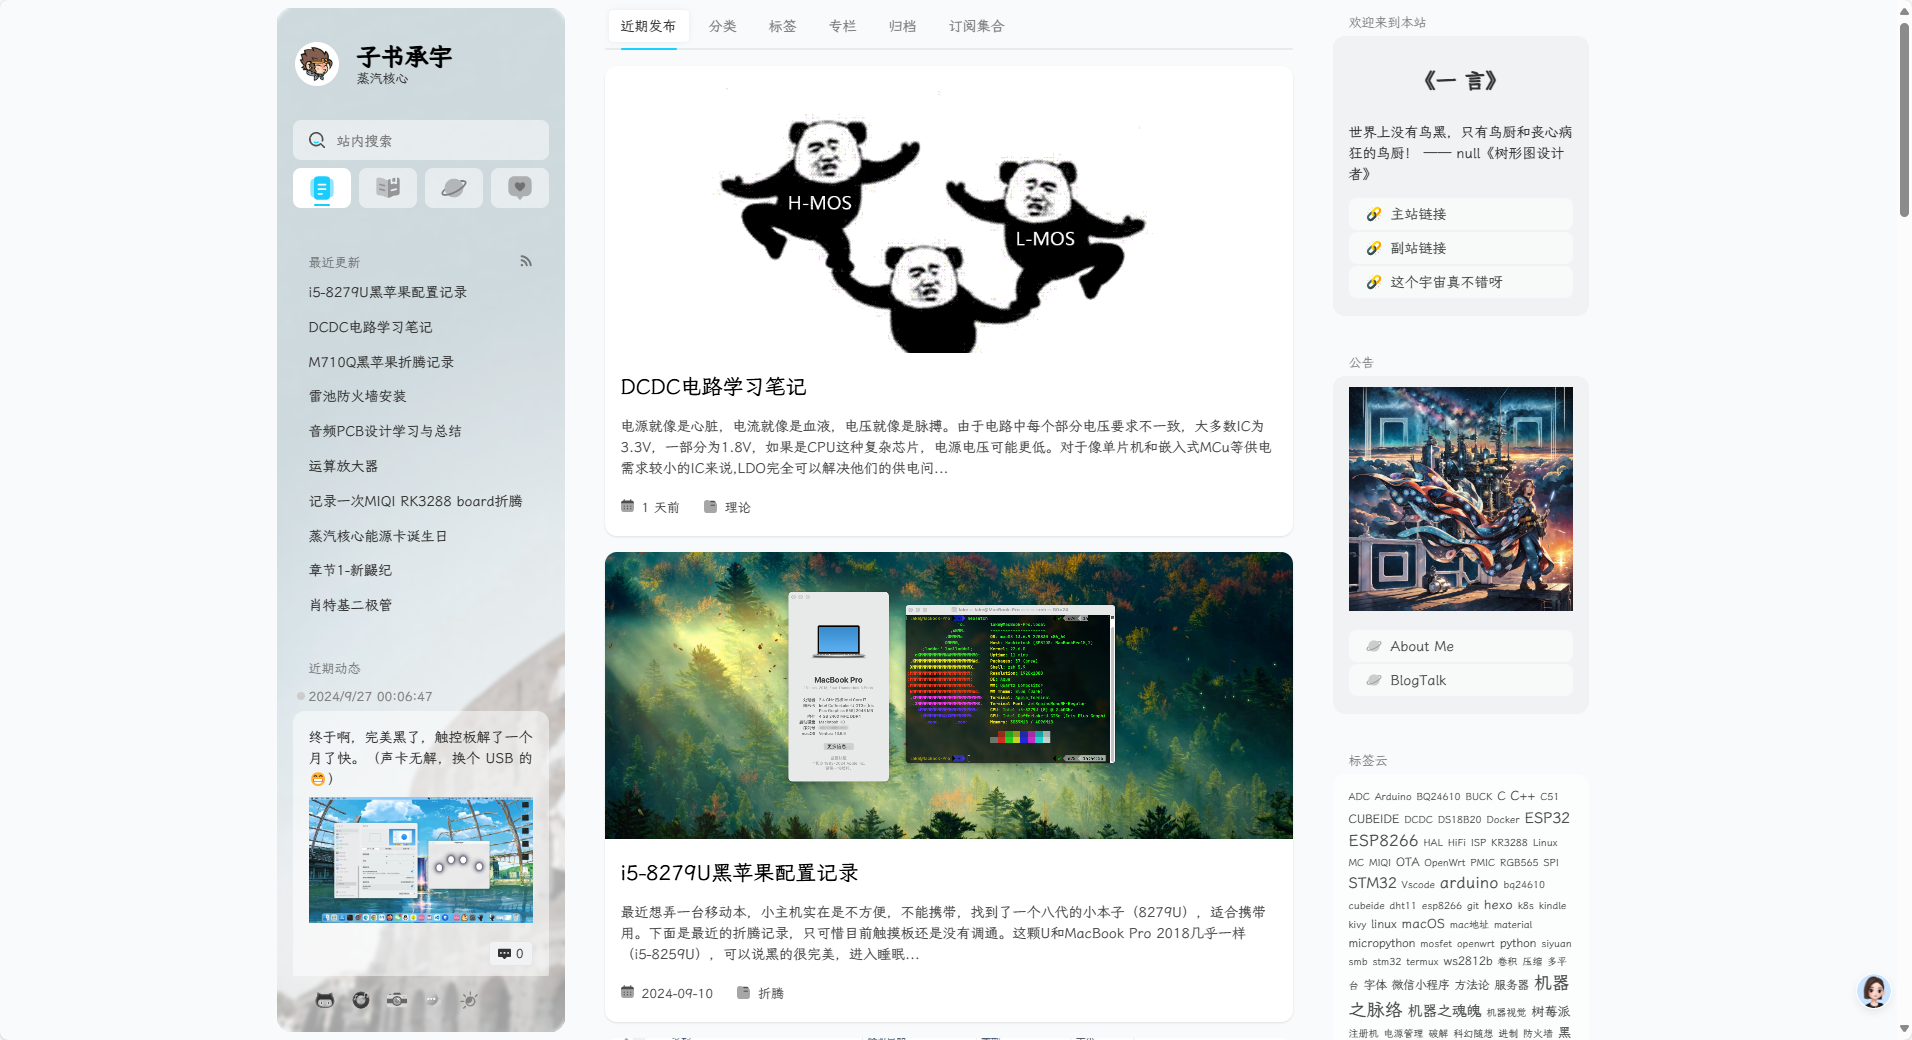 子书承宇
蒸汽核心
站内搜索
最近更新
i5-8279U黑苹果配置记录
DCDC电路学习笔记
M710Q黑苹果折腾记录
雷池防火墙安装
音频PCB设计学习与总结
运算放大器
记录一次MIQI RK3288 board折腾
蒸汽核心能源卡诞生日
章节1-新鼹纪
肖特基二极管
近期动态
2024/9/27 00:06:47
终于啊，完美黑了，触控板解了一个
月了快。（声卡无解，换个 USB 的
😁）
0
近期发布 分类 标签 专栏 归档 订阅集合
H-MOS
L-MOS
DCDC电路学习笔记
电源就像是心脏，电流就像是血液，电压就像是脉搏。由于电路中每个部分电压要求不一致，大多数IC为
3.3V，一部分为1.8V，如果是CPU这种复杂芯片，电源电压可能更低。对于像单片机和嵌入式MCu等供电
需求较小的IC来说,LDO完全可以解决他们的供电问...
1 天前 理论
MacBook Pro
i5-8279U黑苹果配置记录
最近想弄一台移动本，小主机实在是不方便，不能携带，找到了一个八代的小本子（8279U），适合携带
用。下面是最近的折腾记录，只可惜目前触摸板还是没有调通。这颗U和MacBook Pro 2018几乎一样
（i5-8259U），可以说黑的很完美，进入睡眠...
2024-09-10 折腾
欢迎来到本站
《一 言》
世界上没有鸟黑，只有鸟厨和丧心病
狂的鸟厨！ —— null《树形图设计
者》
主站链接
副站链接
这个宇宙真不错呀
公告
About Me
BlogTalk
标签云
ADC Arduino BQ24610 BUCK C C++ C51
CUBEIDE DCDC DS18B20 Docker ESP32
ESP8266 HAL HiFi ISP KR3288 Linux
MC MIQI OTA OpenWrt PMIC RGB565 SPI
STM32 Vscode arduino bq24610
cubeide dht11 esp8266 git hexo k8s kindle
kivy linux macOS mac地址 material
micropython mosfet openwrt python siyuan
smb stm32 termux ws2812b 卷积 压缩 多平
台 字体 微信小程序 方法论 服务器 机器
之脉络 机器之魂魄 机器视觉 树莓派
注册机 电源管理 破解 科幻随想 进制 防火墙 黑